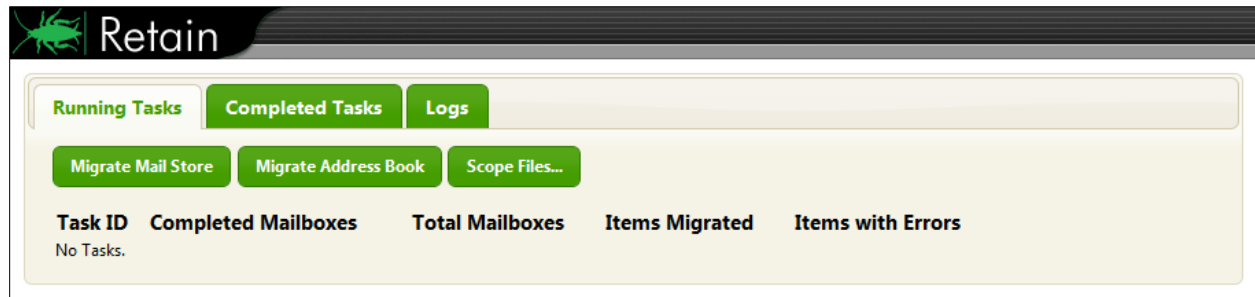 Retain
Running Tasks Completed Tasks Logs
Migrate Mail Store Migrate Address Book Scope Files...
Task ID Completed Mailboxes Total Mailboxes Items Migrated Items with Errors
No Tasks.